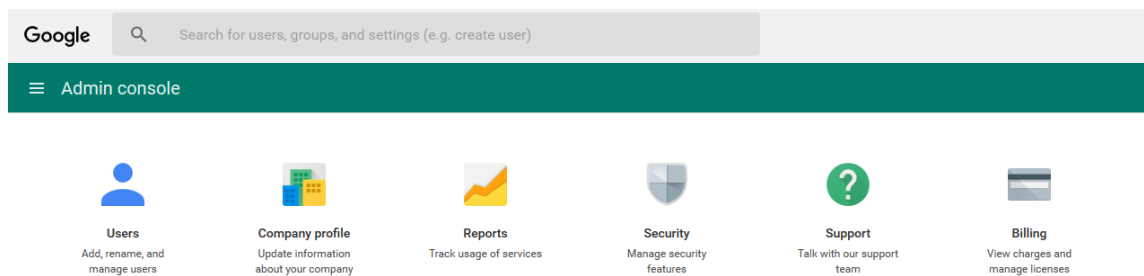 Google
Search for users, groups, and settings (e.g. create user)
Admin console
Users
Add, rename, and
manage users
Company profile
Update information
about your company
Reports
Track usage of services
Security
Manage security
features
Support
Talk with our support
team
Billing
View charges and
manage licenses